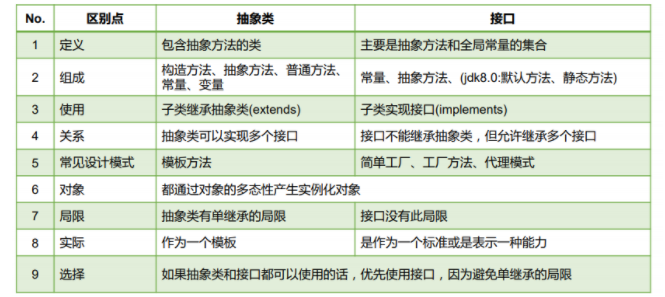 No. 区别点 抽象类 接口
1 定义 包含抽象方法的类 主要是抽象方法和全局常量的集合
2 组成 构造方法、抽象方法、普通方法、
常量、变量 常量、抽象方法、(jdk8.0:默认方法、静态方法)
3 使用 子类继承抽象类(extends) 子类实现接口(implements)
4 关系 抽象类可以实现多个接口 接口不能继承抽象类，但允许继承多个接口
5 常见设计模式 模板方法 简单工厂、工厂方法、代理模式
6 对象 都通过对象的多态性产生实例化对象
7 局限 抽象类有单继承的局限 接口没有此局限
8 实际 作为一个模板 是作为一个标准或是表示一种能力
9 选择 如果抽象类和接口都可以使用的话，优先使用接口，因为避免单继承的局限